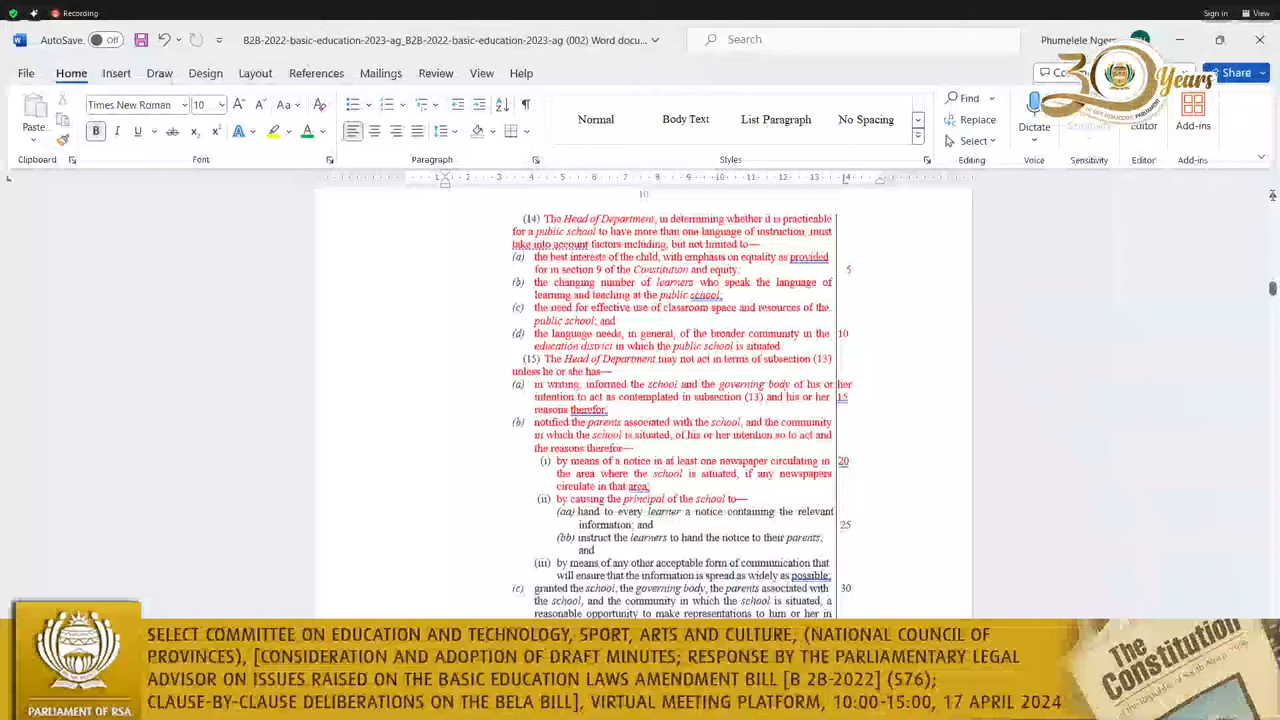 Recording
Sign in
View
AutoSave
Off
B2B-2022-basic-education-2023-ag_B2B-2022-basic-education-2023-ag (002) Word docu...
Search
Phumelele
File
Home
Insert
Draw
Design
Layout
References
Mailings
Review
View
Help
Share
30 Years
Paste
Clipboard
Times New Roman
10
Font
Paragraph
Normal
Body Text
List Paragraph
No Spacing
Styles
Find
Replace
Select
Editing
Dictate
Voice
Sensitivity
Sensitivity
Editor
Editor
Add-ins
Add-ins
1 2 3 4 5 6 7 8 9 10 11 12 13 14
10
(14) The Head of Department, in determining whether it is practicable
for a public school to have more than one language of instruction, must
take into account factors including, but not limited to—
(a) the best interests of the child, with emphasis on equality as provided
for in section 9 of the Constitution and equity; 5
(b) the changing number of learners who speak the language of
learning and teaching at the public school;
(c) the need for effective use of classroom space and resources of the
public school; and
(d) the language needs, in general, of the broader community in the 10
education district in which the public school is situated.
(15) The Head of Department may not act in terms of subsection (13)
unless he or she has—
(a) in writing, informed the school and the governing body of his or her
intention to act as contemplated in subsection (13) and his or her 15
reasons therefor;
(b) notified the parents associated with the school, and the community
in which the school is situated, of his or her intention so to act and
the reasons therefor—
(i) by means of a notice in at least one newspaper circulating in 20
the area where the school is situated, if any newspapers
circulate in that area;
(ii) by causing the principal of the school to—
(aa) hand to every learner a notice containing the relevant
information; and 25
(bb) instruct the learners to hand the notice to their parents;
and
(iii) by means of any other acceptable form of communication that
will ensure that the information is spread as widely as possible;
(c) granted the school, the governing body, the parents associated with 30
the school, and the community in which the school is situated, a
reasonable opportunity to make representations to him or her in
PARLIAMENT OF RSA
SELECT COMMITTEE ON EDUCATION AND TECHNOLOGY, SPORT, ARTS AND CULTURE, (NATIONAL COUNCIL OF
PROVINCES), [CONSIDERATION AND ADOPTION OF DRAFT MINUTES; RESPONSE BY THE PARLIAMENTARY LEGAL
ADVISOR ON ISSUES RAISED ON THE BASIC EDUCATION LAWS AMENDMENT BILL [B 2B-2022] (576);
CLAUSE-BY-CLAUSE DELIBERATIONS ON THE BELA BILL], VIRTUAL MEETING PLATFORM, 10:00-15:00, 17 APRIL 2024
The
Constitution